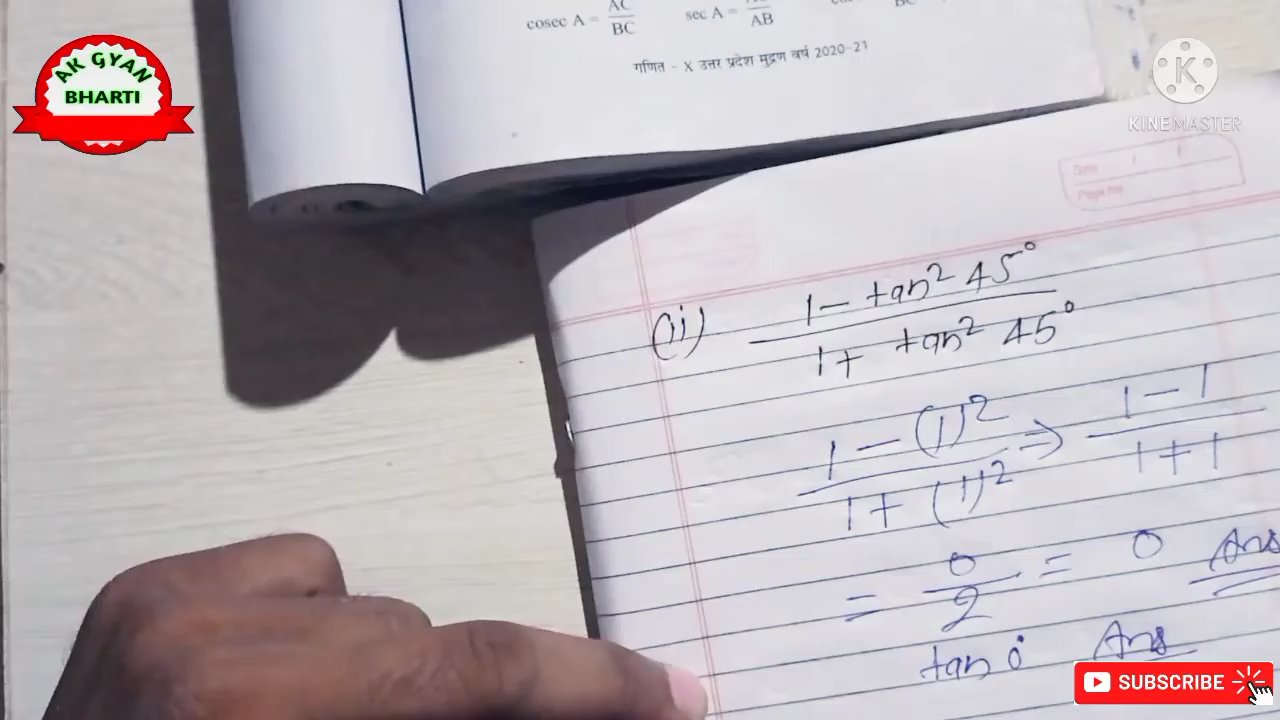 AK GYAN
BHARTI
cosec A = AC/BC sec A = /AB BC
गणित - X उत्तर प्रदेश मुद्रण वर्ष 2020-21
KINEMASTER
Date
Page No.
(ii) 1 - tan² 45° / 1 + tan² 45°
1 - (1)² / 1 + (1)² ⇒ 1 - 1 / 1 + 1
= 0/2 = 0 Ans
tan 0° Ans
SUBSCRIBE